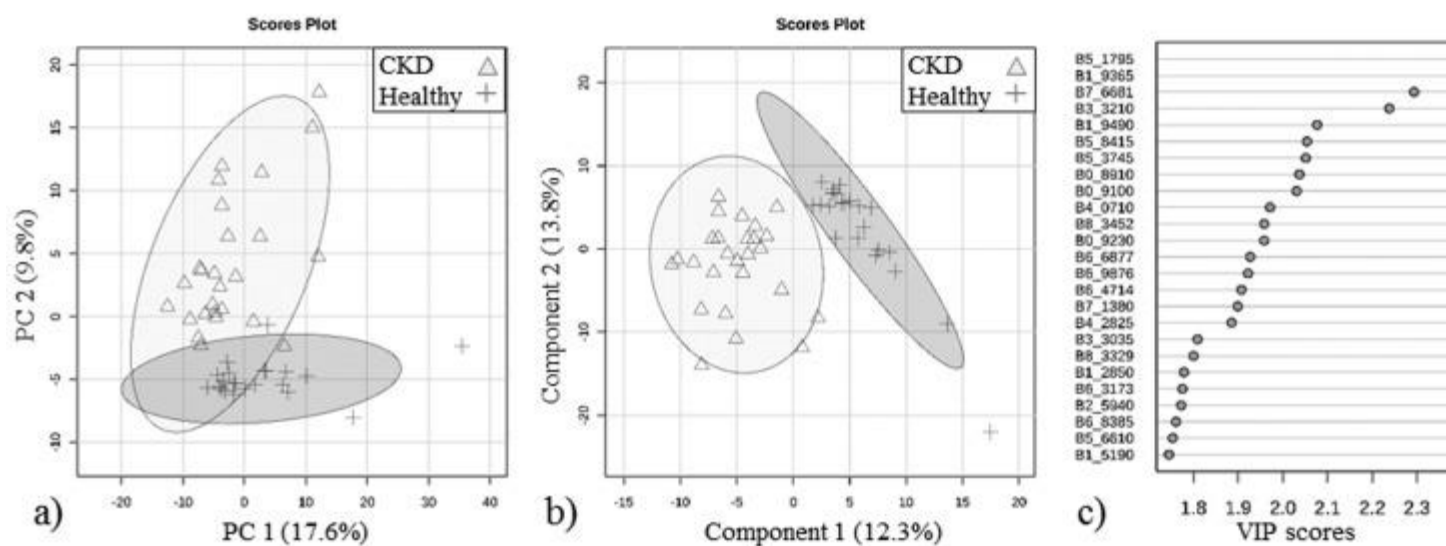 Scores Plot
CKD
Healthy
20
15
10
5
0
-5
-10
PC 2 (9.8%)
-20
-10
0
10
20
30
40
PC 1 (17.6%)
a)
Scores Plot
CKD
Healthy
20
10
0
-10
-20
Component 2 (13.8%)
-15
-10
-5
0
5
10
15
20
Component 1 (12.3%)
b)
B5_1795
B1_9365
B7_6681
B3_3210
B1_9490
B5_8415
B5_3745
B0_8910
B0_9100
B4_0710
B8_3452
B0_9230
B6_6877
B6_9876
B6_4714
B7_1380
B4_2825
B3_3035
B8_3329
B1_2850
B6_3173
B2_5940
B6_8385
B5_6610
B1_5190
1.8
1.9
2.0
2.1
2.2
2.3
VIP scores
c)